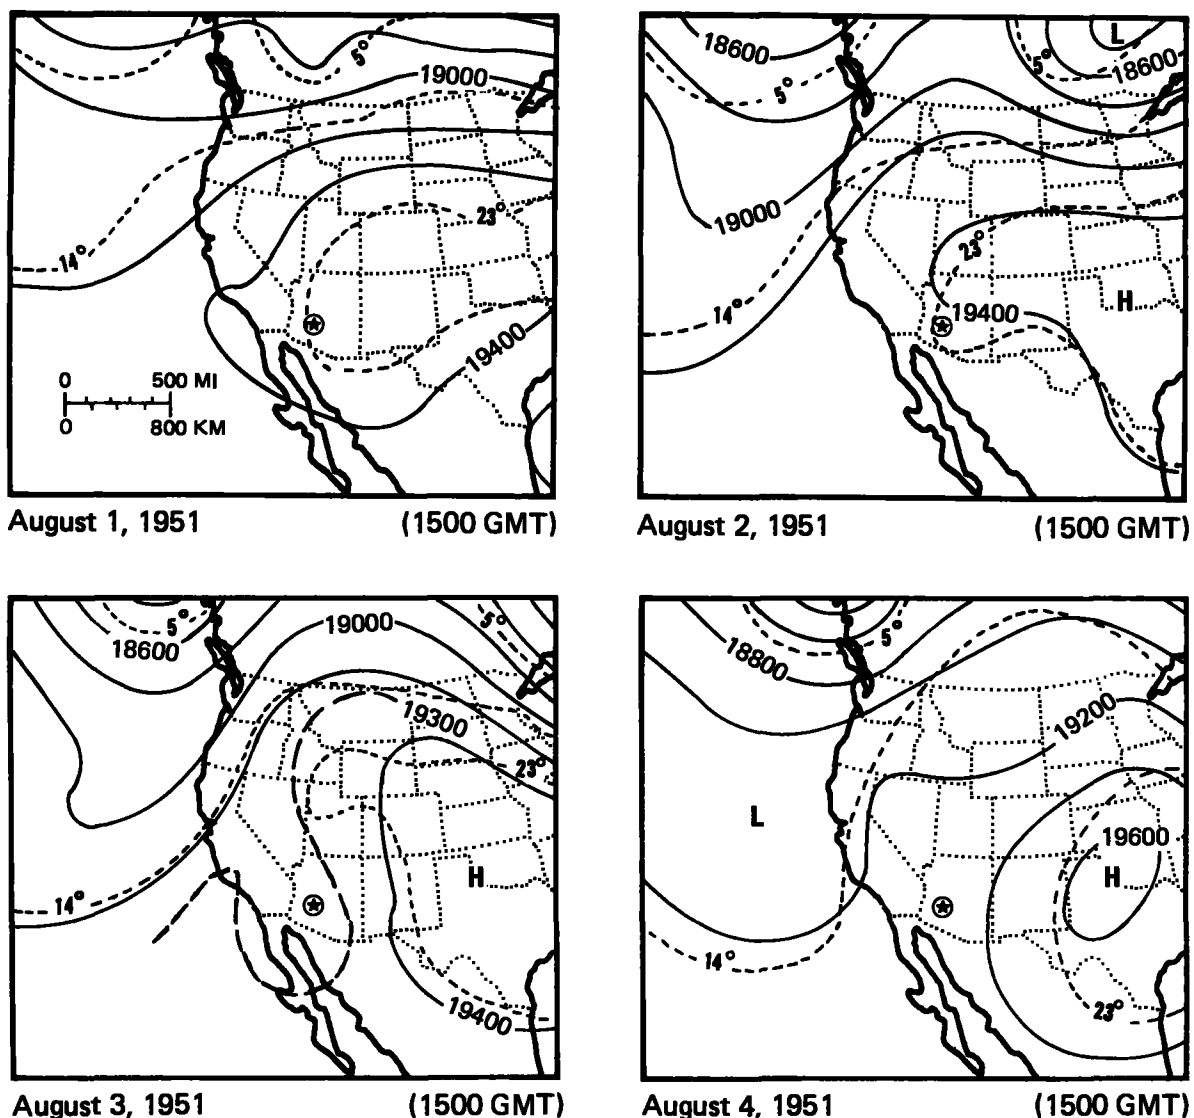 5°
19000
23°
14°
19400
0 500 MI
0 800 KM
August 1, 1951 (1500 GMT)
L
18600
5°
5°
18600
19000
23°
H
14°
19400
August 2, 1951 (1500 GMT)
5°
19000
5°
18600
19300
23°
H
14°
19400
August 3, 1951 (1500 GMT)
5°
18800
19200
L
19600
H
14°
23°
August 4, 1951 (1500 GMT)